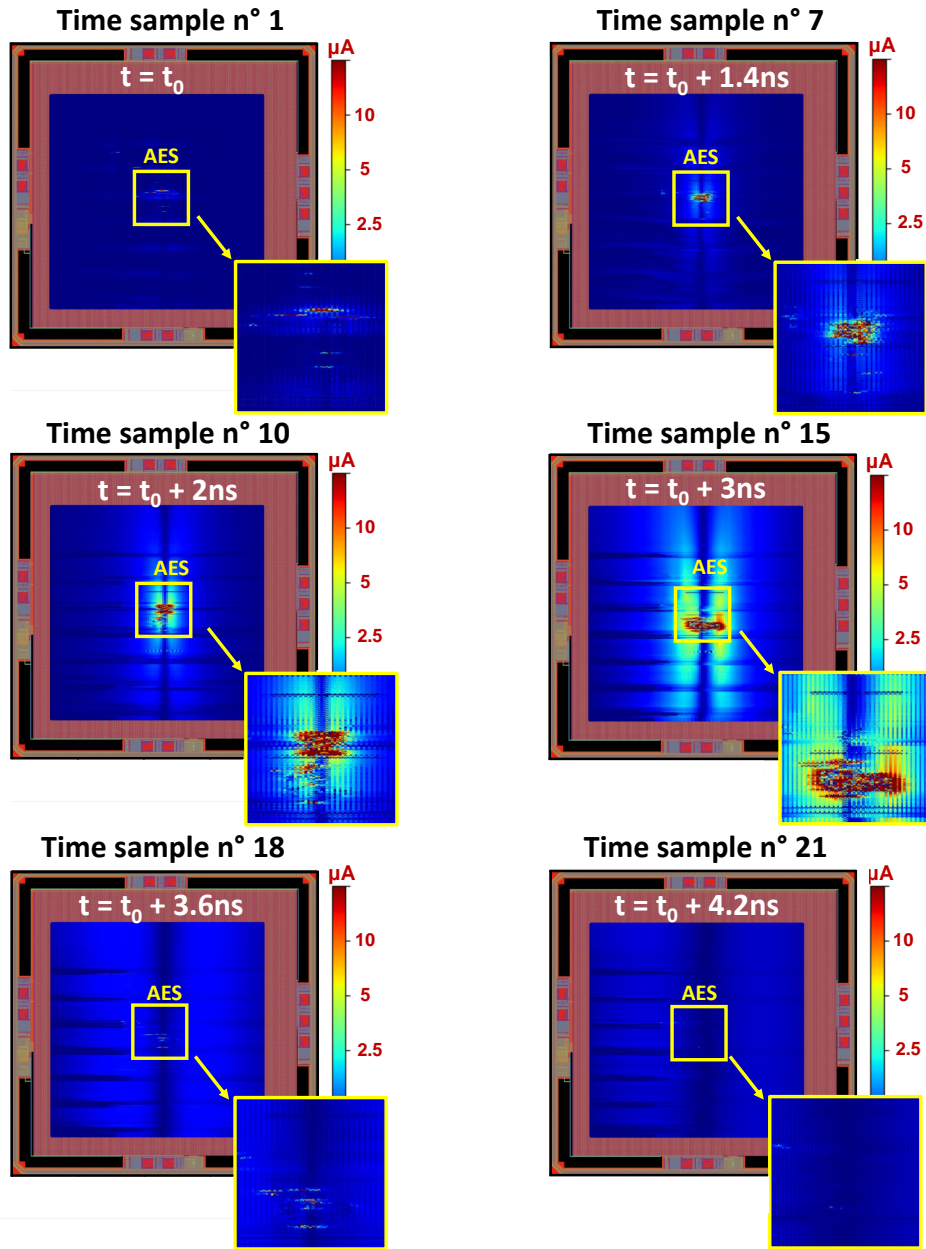 Time sample n° 1
µA
t = t₀
10
AES
5
2.5
Time sample n° 7
µA
t = t₀ + 1.4ns
10
AES
5
2.5
Time sample n° 10
µA
t = t₀ + 2ns
10
AES
5
2.5
Time sample n° 15
µA
t = t₀ + 3ns
10
AES
5
2.5
Time sample n° 18
µA
t = t₀ + 3.6ns
10
AES
5
2.5
Time sample n° 21
µA
t = t₀ + 4.2ns
10
AES
5
2.5